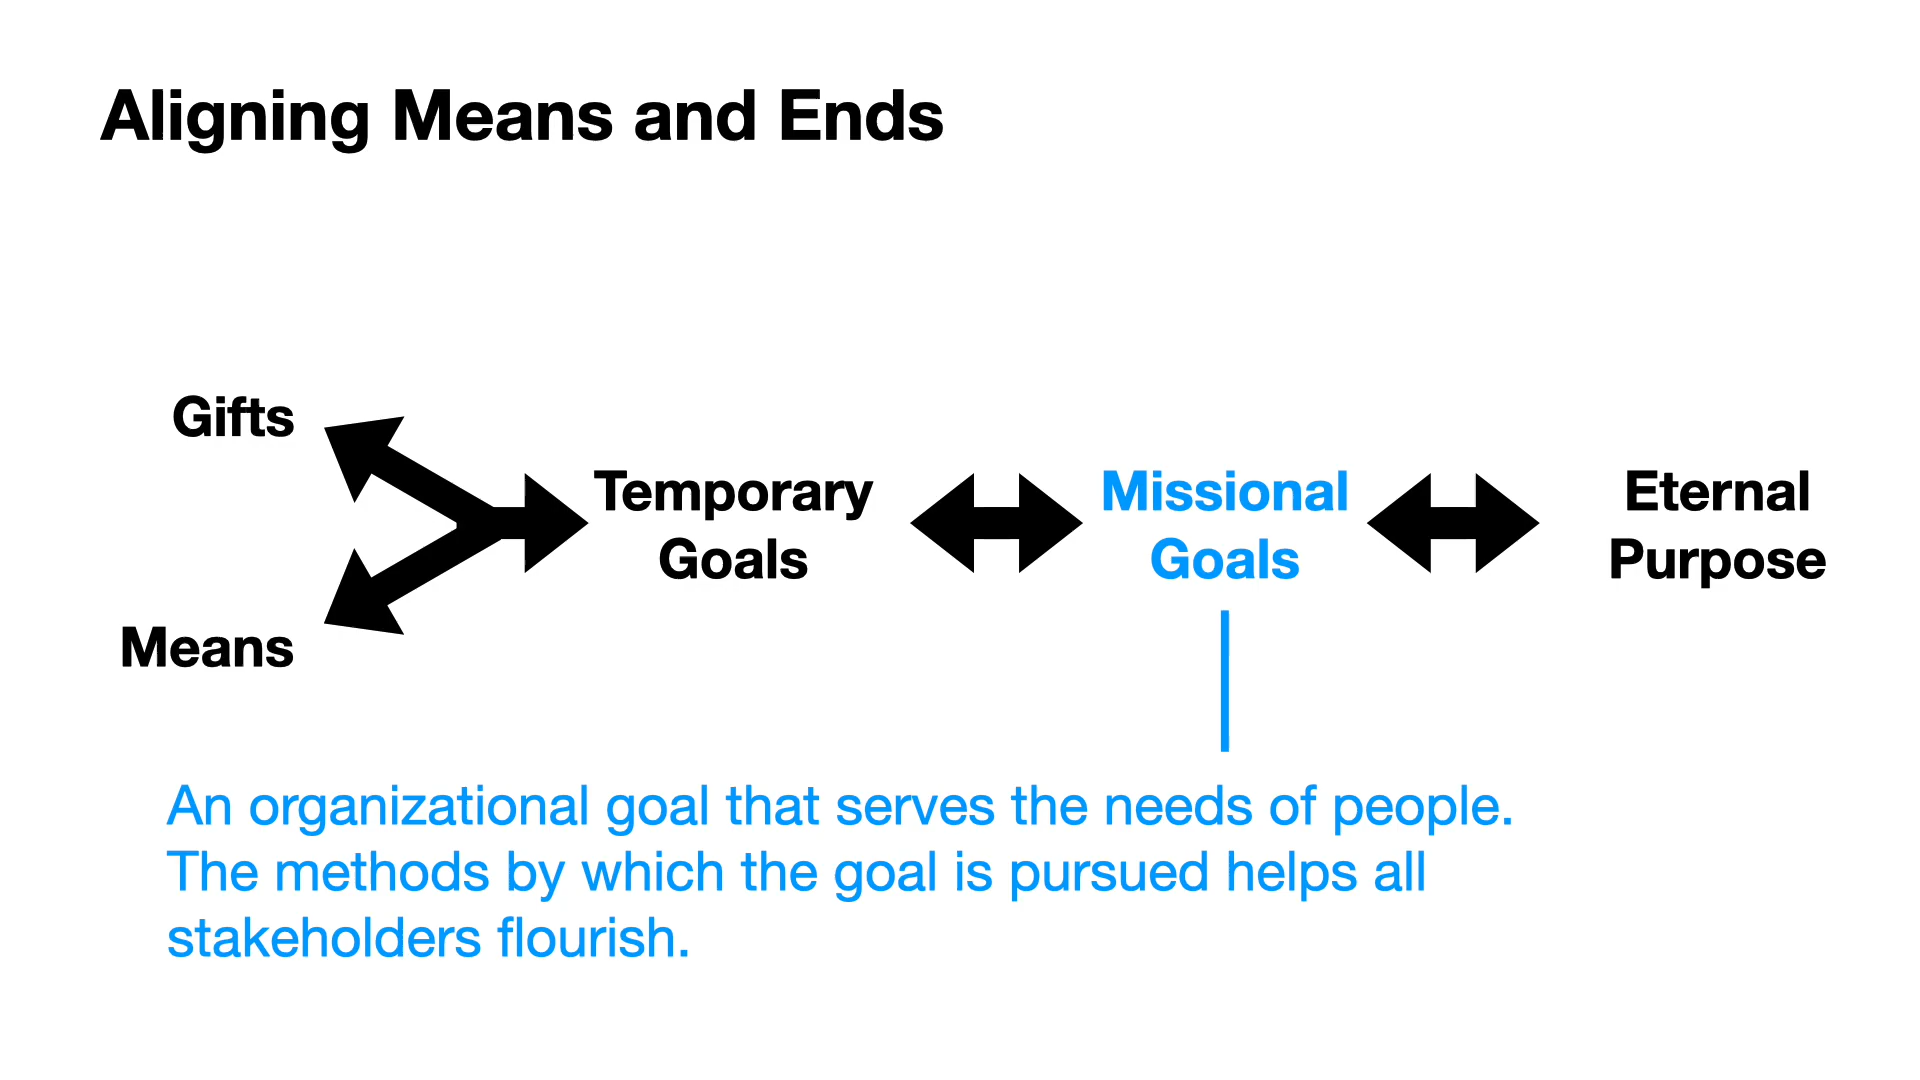 Aligning Means and Ends
Gifts
Means
Temporary
Goals
Missional
Goals
Eternal
Purpose
An organizational goal that serves the needs of people.
The methods by which the goal is pursued helps all
stakeholders flourish.